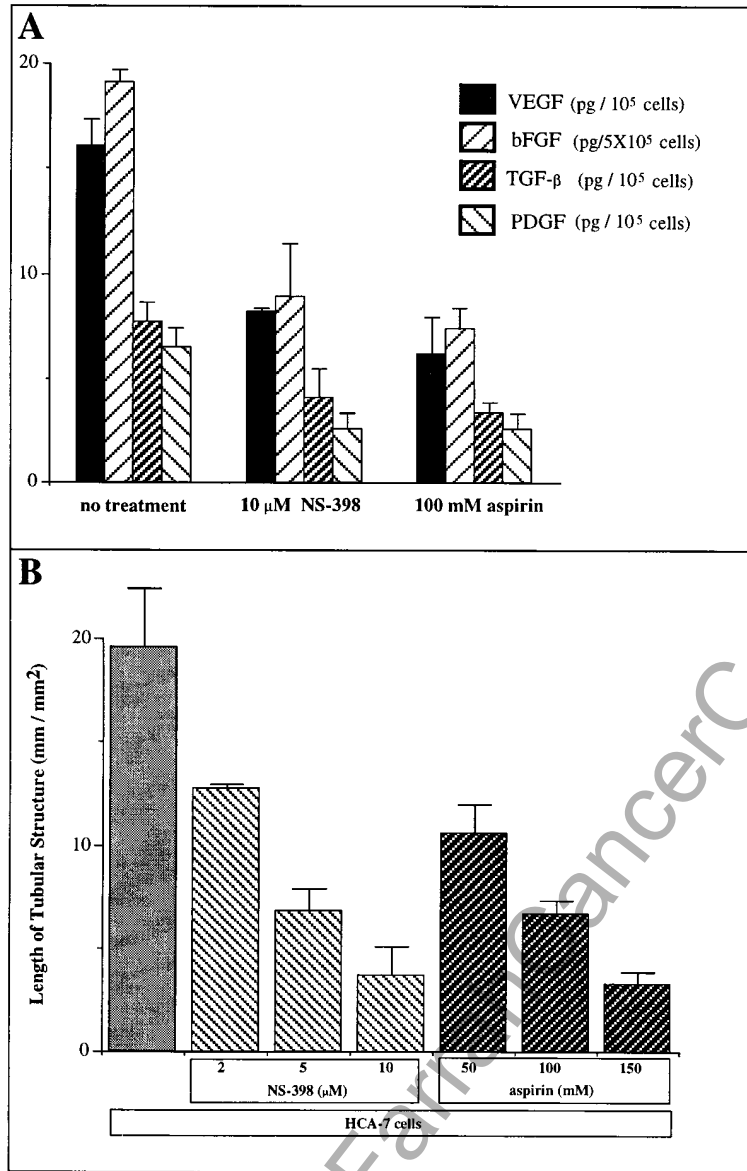 A
20
10
0
VEGF (pg / 10⁵ cells)
bFGF (pg/5X10⁵ cells)
TGF-β (pg / 10⁵ cells)
PDGF (pg / 10⁵ cells)
no treatment
10 μM NS-398
100 mM aspirin
B
Length of Tubular Structure (mm / mm²)
20
10
0
2 5 10
NS-398 (μM)
50 100 150
aspirin (mM)
HCA-7 cells
FarranCancerC